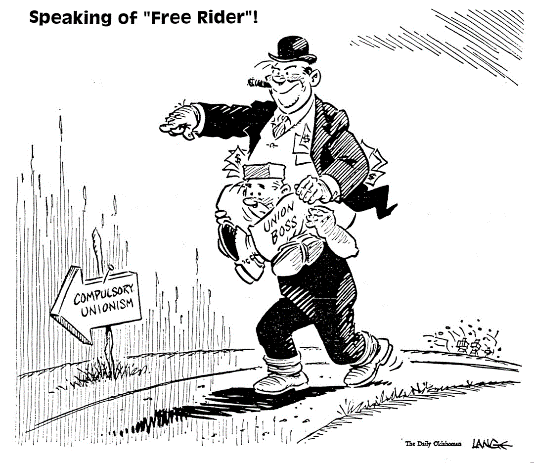 Speaking of "Free Rider"!
$
$
$
UNION
BOSS
COMPULSORY
UNIONISM
The Daily Oklahoman LANGE